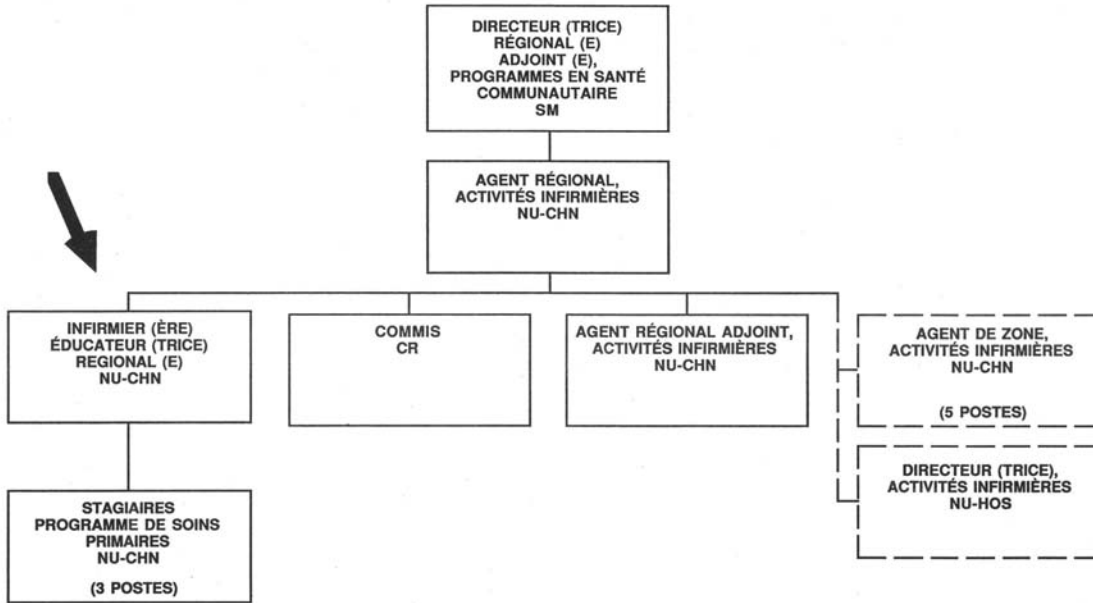 DIRECTEUR (TRICE)
RÉGIONAL (E)
ADJOINT (E),
PROGRAMMES EN SANTÉ
COMMUNAUTAIRE
SM
AGENT RÉGIONAL,
ACTIVITÉS INFIRMIÈRES
NU-CHN
INFIRMIER (ÈRE)
ÉDUCATEUR (TRICE)
REGIONAL (E)
NU-CHN
COMMIS
CR
AGENT RÉGIONAL ADJOINT,
ACTIVITÉS INFIRMIÈRES
NU-CHN
AGENT DE ZONE,
ACTIVITÉS INFIRMIÈRES
NU-CHN
(5 POSTES)
STAGIAIRES
PROGRAMME DE SOINS
PRIMAIRES
NU-CHN
(3 POSTES)
DIRECTEUR (TRICE),
ACTIVITÉS INFIRMIÈRES
NU-HOS